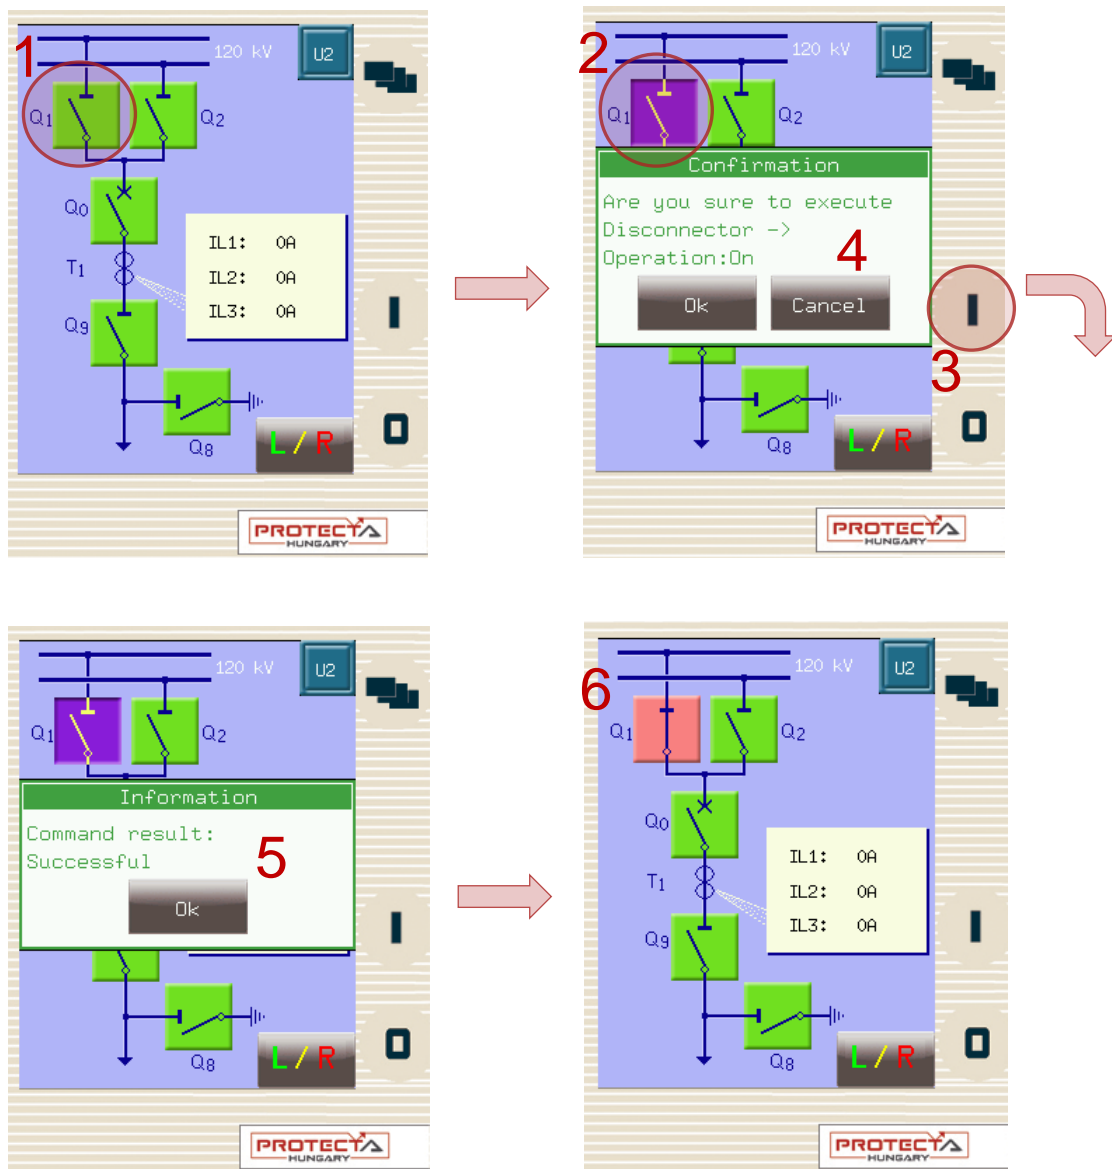 1
120 kV
U2
Q1
Q2
Q0
T1
IL1: 0A
IL2: 0A
IL3: 0A
Q9
Q8
L / R
PROTECTA
HUNGARY
2
120 kV
U2
Q1
Q2
Confirmation
Are you sure to execute
Disconnector ->
Operation:On
4
Ok
Cancel
3
Q8
L / R
PROTECTA
HUNGARY
120 kV
U2
Q1
Q2
Information
Command result:
Successful
5
Ok
Q8
L / R
PROTECTA
HUNGARY
6
120 kV
U2
Q1
Q2
Q0
T1
IL1: 0A
IL2: 0A
IL3: 0A
Q9
Q8
L / R
PROTECTA
HUNGARY